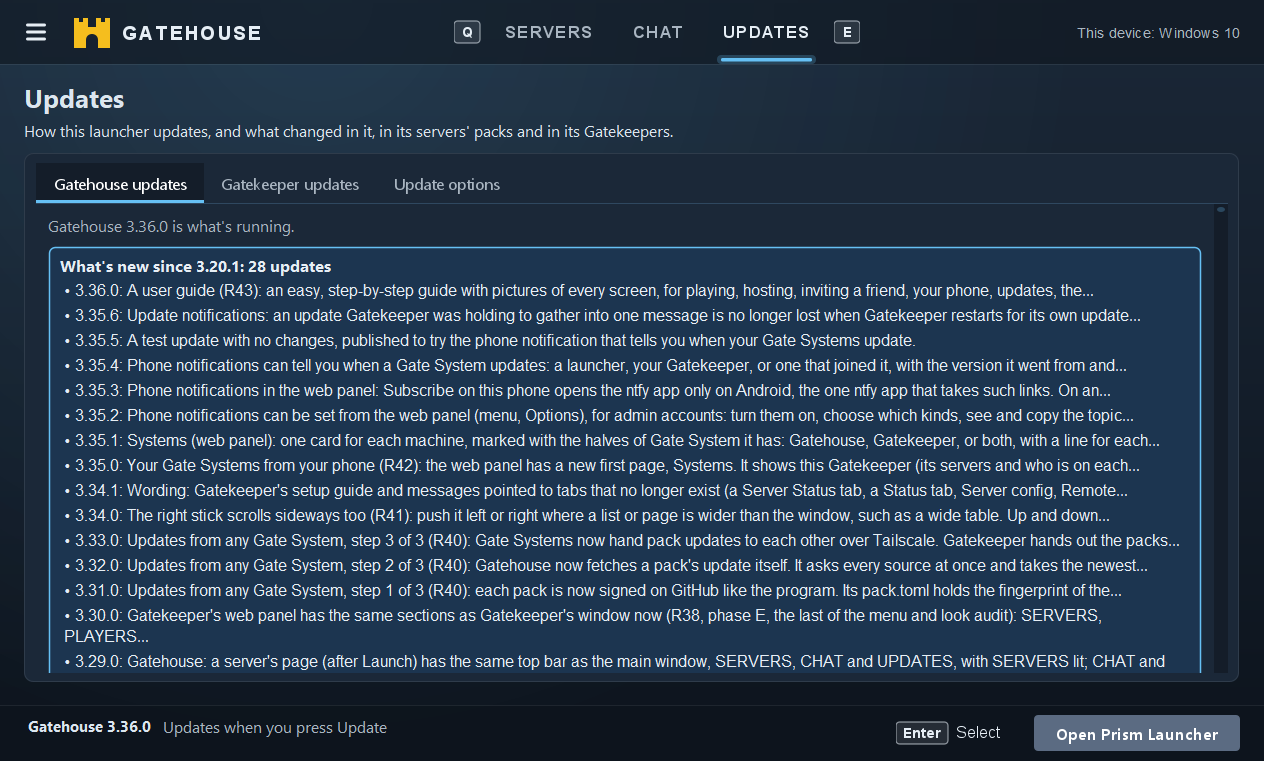 GATEHOUSE
Q SERVERS CHAT UPDATES E
This device: Windows 10
Updates
How this launcher updates, and what changed in it, in its servers' packs and in its Gatekeepers.
Gatehouse updates Gatekeeper updates Update options
Gatehouse 3.36.0 is what's running.
What's new since 3.20.1: 28 updates
• 3.36.0: A user guide (R43): an easy, step-by-step guide with pictures of every screen, for playing, hosting, inviting a friend, your phone, updates, the...
• 3.35.6: Update notifications: an update Gatekeeper was holding to gather into one message is no longer lost when Gatekeeper restarts for its own update...
• 3.35.5: A test update with no changes, published to try the phone notification that tells you when your Gate Systems update.
• 3.35.4: Phone notifications can tell you when a Gate System updates: a launcher, your Gatekeeper, or one that joined it, with the version it went from and...
• 3.35.3: Phone notifications in the web panel: Subscribe on this phone opens the ntfy app only on Android, the one ntfy app that takes such links. On an...
• 3.35.2: Phone notifications can be set from the web panel (menu, Options), for admin accounts: turn them on, choose which kinds, see and copy the topic...
• 3.35.1: Systems (web panel): one card for each machine, marked with the halves of Gate System it has: Gatehouse, Gatekeeper, or both, with a line for each...
• 3.35.0: Your Gate Systems from your phone (R42): the web panel has a new first page, Systems. It shows this Gatekeeper (its servers and who is on each...
• 3.34.1: Wording: Gatekeeper's setup guide and messages pointed to tabs that no longer exist (a Server Status tab, a Status tab, Server config, Remote...
• 3.34.0: The right stick scrolls sideways too (R41): push it left or right where a list or page is wider than the window, such as a wide table. Up and down...
• 3.33.0: Updates from any Gate System, step 3 of 3 (R40): Gate Systems now hand pack updates to each other over Tailscale. Gatekeeper hands out the packs...
• 3.32.0: Updates from any Gate System, step 2 of 3 (R40): Gatehouse now fetches a pack's update itself. It asks every source at once and takes the newest...
• 3.31.0: Updates from any Gate System, step 1 of 3 (R40): each pack is now signed on GitHub like the program. Its pack.toml holds the fingerprint of the...
• 3.30.0: Gatekeeper's web panel has the same sections as Gatekeeper's window now (R38, phase E, the last of the menu and look audit): SERVERS,
PLAYERS...
• 3.29.0: Gatehouse: a server's page (after Launch) has the same top bar as the main window, SERVERS, CHAT and UPDATES, with SERVERS lit; CHAT and
Gatehouse 3.36.0 Updates when you press Update
Enter Select
Open Prism Launcher